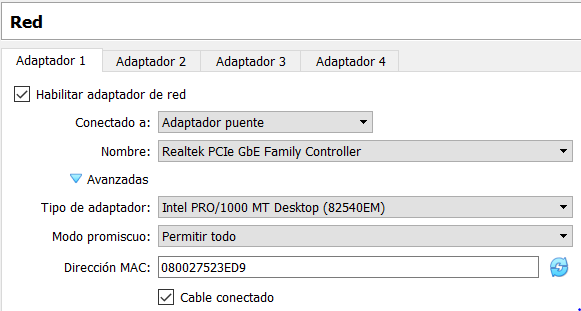 Red
Adaptador 1 Adaptador 2 Adaptador 3 Adaptador 4
Habilitar adaptador de red
Conectado a: Adaptador puente
Nombre: Realtek PCIe GbE Family Controller
Avanzadas
Tipo de adaptador: Intel PRO/1000 MT Desktop (82540EM)
Modo promiscuo: Permitir todo
Dirección MAC: 080027523ED9
Cable conectado